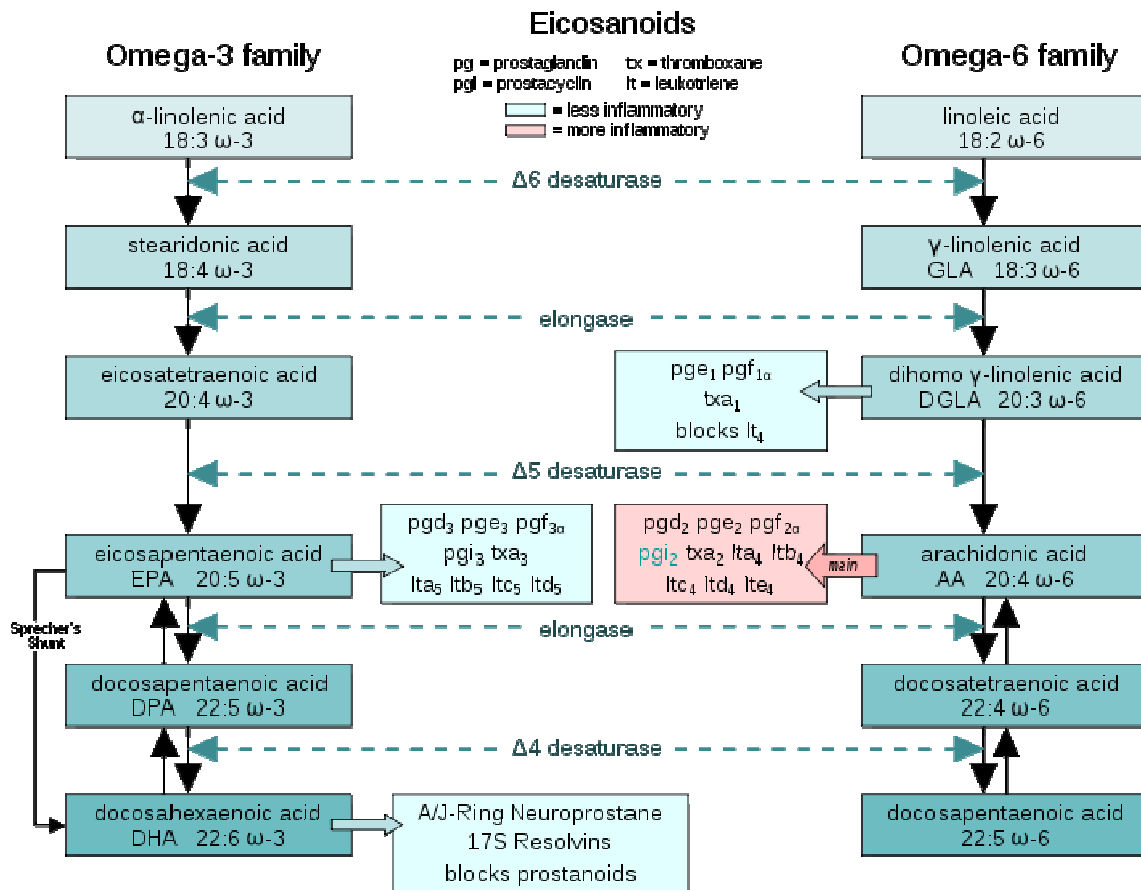 Eicosanoids
Omega-3 family
Omega-6 family
pg = prostaglandin tx = thromboxane
pgI = prostacyclin lt = leukotriene
= less inflammatory
= more inflammatory
α-linolenic acid
18:3 ω-3
linoleic acid
18:2 ω-6
Δ6 desaturase
stearidonic acid
18:4 ω-3
γ-linolenic acid
GLA 18:3 ω-6
elongase
eicosatetraenoic acid
20:4 ω-3
pge₁ pgf₁α
txa₁
blocks lt₄
dihomo γ-linolenic acid
DGLA 20:3 ω-6
Δ5 desaturase
eicosapentaenoic acid
EPA 20:5 ω-3
pgd₃ pge₃ pgf₃α
pgi₃ txa₃
lta₅ ltb₅ ltc₅ ltd₅
pgd₂ pge₂ pgf₂α
pgi₂ txa₂ lta₄ ltb₄
ltc₄ ltd₄ lte₄
main
arachidonic acid
AA 20:4 ω-6
Sprecher's
Shunt
elongase
docosapentaenoic acid
DPA 22:5 ω-3
docosatetraenoic acid
22:4 ω-6
Δ4 desaturase
docosahexaenoic acid
DHA 22:6 ω-3
A/J-Ring Neuroprostane
17S Resolvins
blocks prostanoids
docosapentaenoic acid
22:5 ω-6